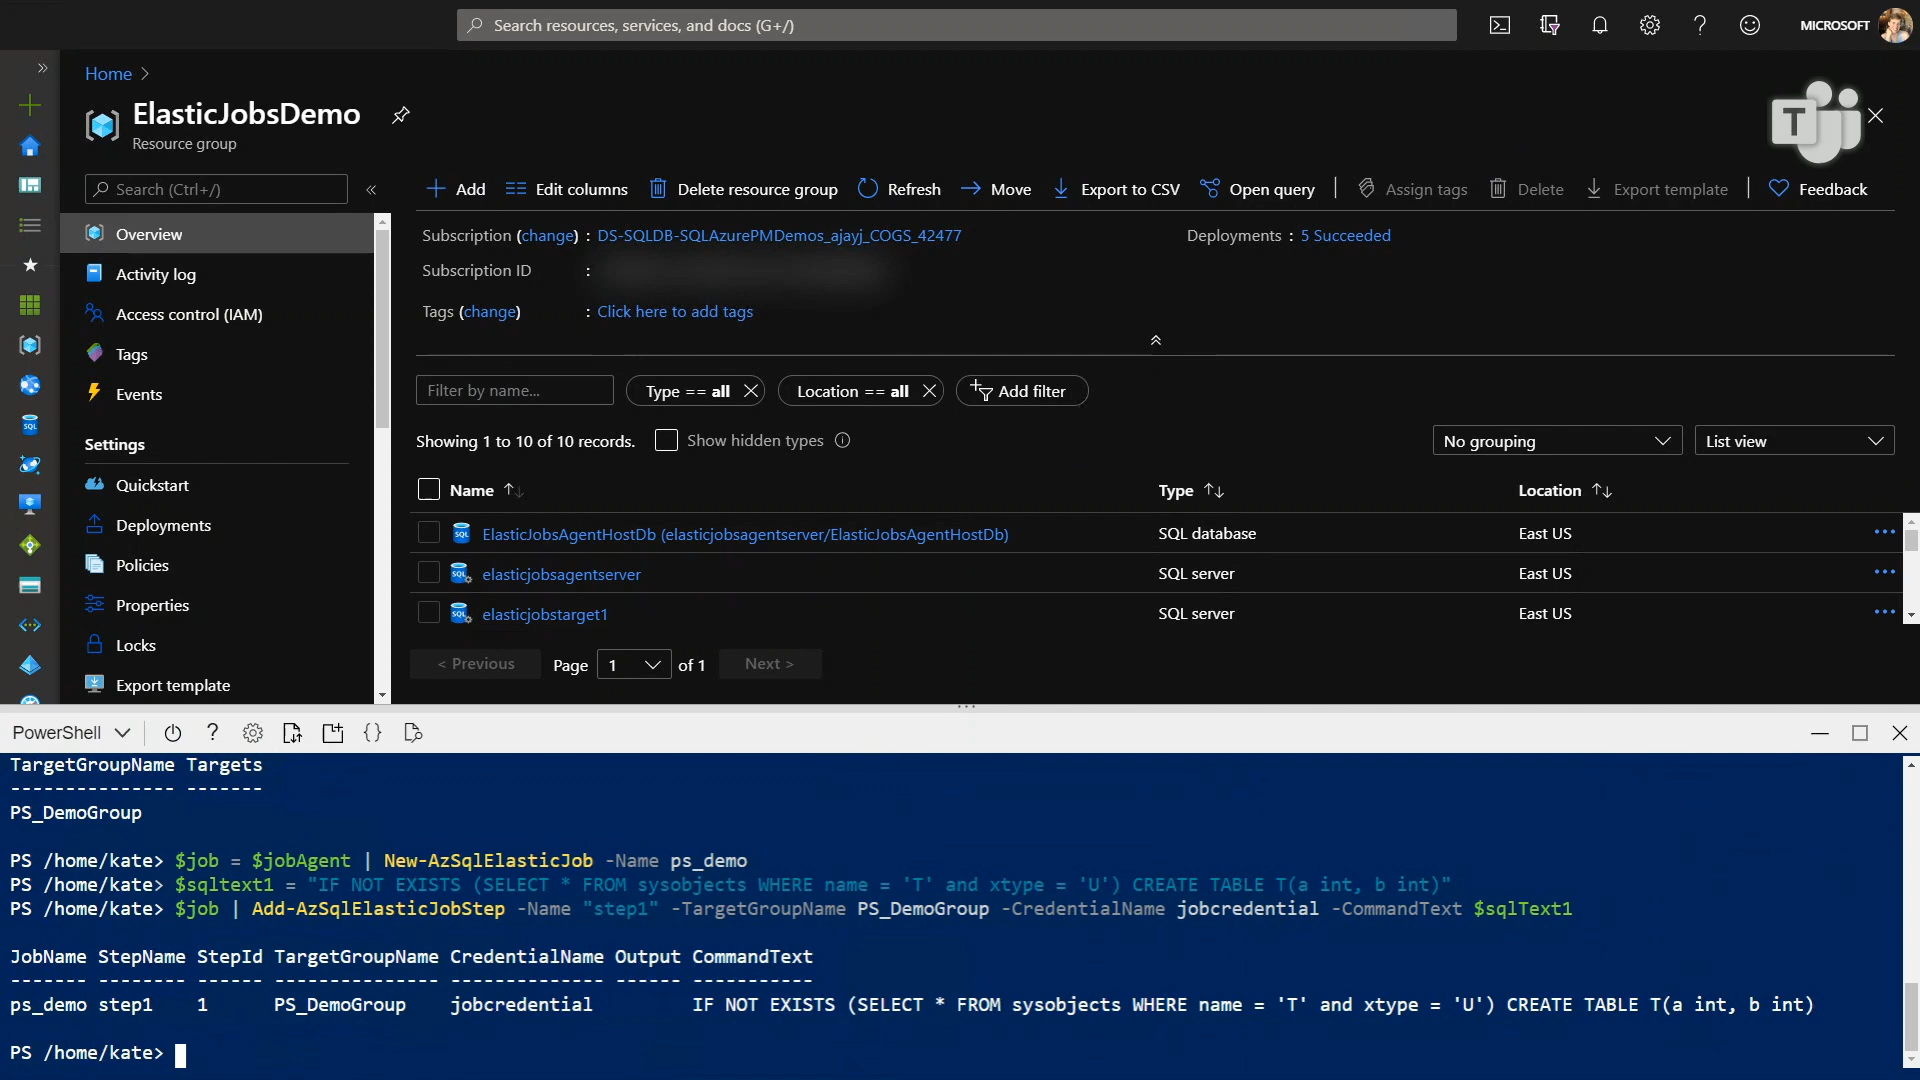 Search resources, services, and docs (G+/)
MICROSOFT
Home
ElasticJobsDemo
Resource group
T
Search (Ctrl+/)
Add
Edit columns
Delete resource group
Refresh
Move
Export to CSV
Open query
Assign tags
Delete
Export template
Feedback
Overview
Activity log
Access control (IAM)
Tags
Events
Settings
Quickstart
Deployments
Policies
Properties
Locks
Export template
Subscription (change) : DS-SQLDB-SQLAzurePMDemos_ajayj_COGS_42477
Deployments : 5 Succeeded
Subscription ID :
Tags (change) : Click here to add tags
Filter by name...
Type == all
Location == all
Add filter
Showing 1 to 10 of 10 records.
Show hidden types
No grouping
List view
Name Type Location
ElasticJobsAgentHostDb (elasticjobsagentserver/ElasticJobsAgentHostDb) SQL database East US
elasticjobsagentserver SQL server East US
elasticjobstarget1 SQL server East US
< Previous Page 1 of 1 Next >
PowerShell
TargetGroupName Targets
--------------- -------
PS_DemoGroup
PS /home/kate> $job = $jobAgent | New-AzSqlElasticJob -Name ps_demo
PS /home/kate> $sqltext1 = "IF NOT EXISTS (SELECT * FROM sysobjects WHERE name = 'T' and xtype = 'U') CREATE TABLE T(a int, b int)"
PS /home/kate> $job | Add-AzSqlElasticJobStep -Name "step1" -TargetGroupName PS_DemoGroup -CredentialName jobcredential -CommandText $sqlText1
JobName StepName StepId TargetGroupName CredentialName Output CommandText
------- -------- ------ --------------- -------------- ------ -----------
ps_demo step1 1 PS_DemoGroup jobcredential IF NOT EXISTS (SELECT * FROM sysobjects WHERE name = 'T' and xtype = 'U') CREATE TABLE T(a int, b int)
PS /home/kate>